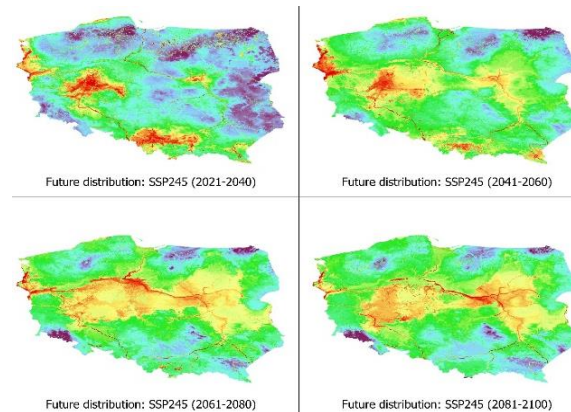 Future distribution: SSP245 (2021-2040)
Future distribution: SSP245 (2041-2060)
Future distribution: SSP245 (2061-2080)
Future distribution: SSP245 (2081-2100)